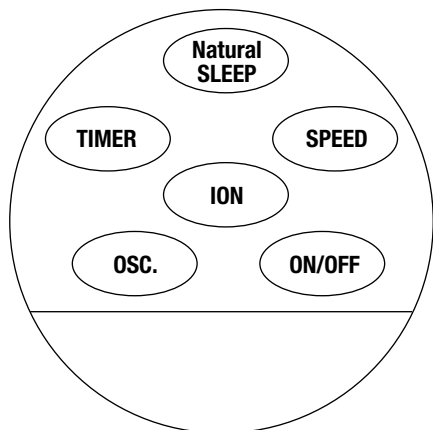 Natural
SLEEP
TIMER
SPEED
ION
OSC.
ON/OFF